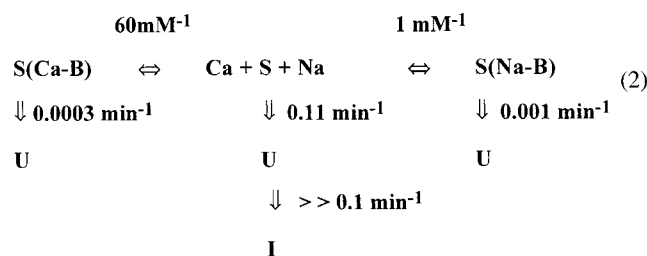 60mM-1 1 mM-1
S(Ca-B) ⇔ Ca + S + Na ⇔ S(Na-B)
(2)
⇓ 0.0003 min-1 ⇓ 0.11 min-1 ⇓ 0.001 min-1
U U U
⇓ > > 0.1 min-1
I